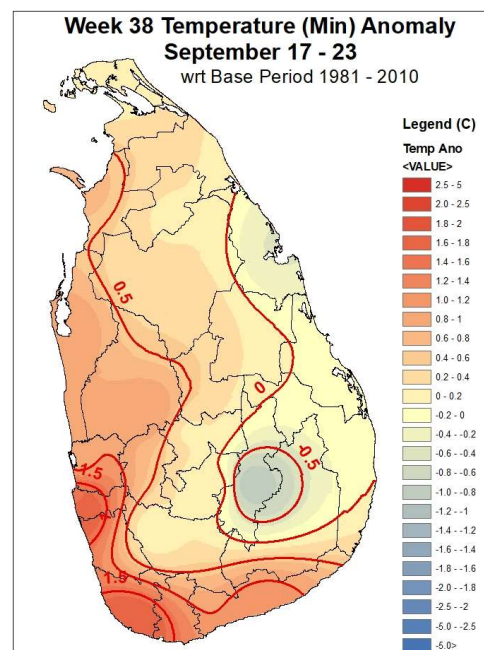 Week 38 Temperature (Min) Anomaly
September 17 - 23
wrt Base Period 1981 - 2010
Legend (C)
Temp Ano
<VALUE>
2.5 - 5
2.0 - 2.5
1.8 - 2
1.6 - 1.8
1.4 - 1.6
1.2 - 1.4
1.0 - 1.2
0.8 - 1
0.6 - 0.8
0.4 - 0.6
0.2 - 0.4
0 - 0.2
-0.2 - 0
-0.4 - -0.2
-0.6 - -0.4
-0.8 - -0.6
-1.0 - -0.8
-1.2 - -1
-1.4 - -1.2
-1.6 - -1.4
-1.8 - -1.6
-2.0 - -1.8
-2.5 - -2
-5.0 - -2.5
-5.0>
0.5
0
-0.5
1.5
1.5